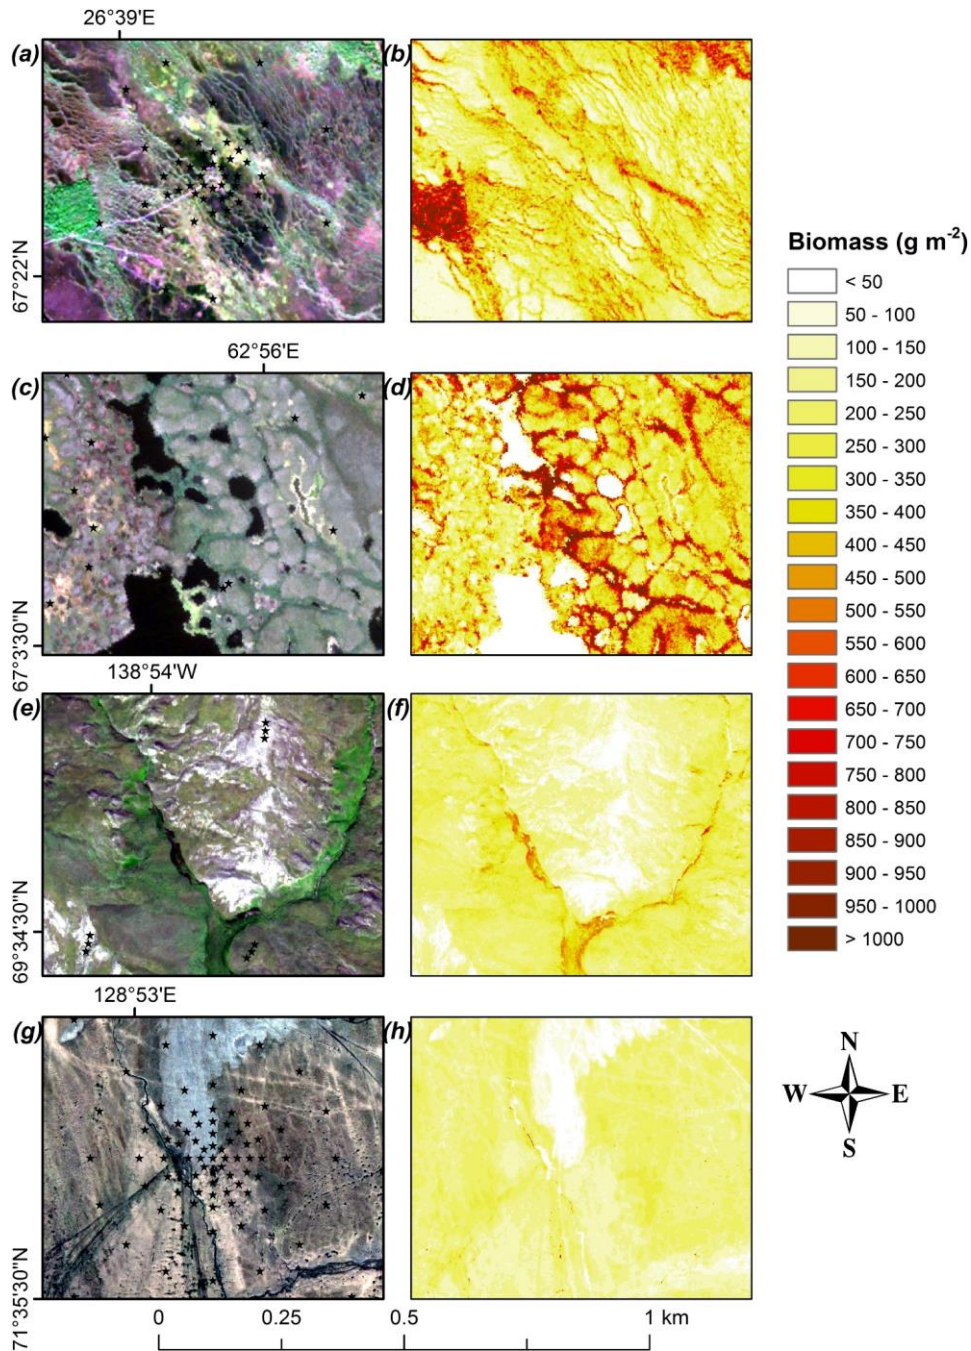 26°39'E
(a)
(b)
67°22'N
62°56'E
(c)
(d)
67°3'30"N
138°54'W
(e)
(f)
69°34'30"N
128°53'E
(g)
(h)
71°35'30"N
0 0.25 0.5 1 km
Biomass (g m-2)
< 50
50 - 100
100 - 150
150 - 200
200 - 250
250 - 300
300 - 350
350 - 400
400 - 450
450 - 500
500 - 550
550 - 600
600 - 650
650 - 700
700 - 750
750 - 800
800 - 850
850 - 900
900 - 950
950 - 1000
> 1000
N
W E
S